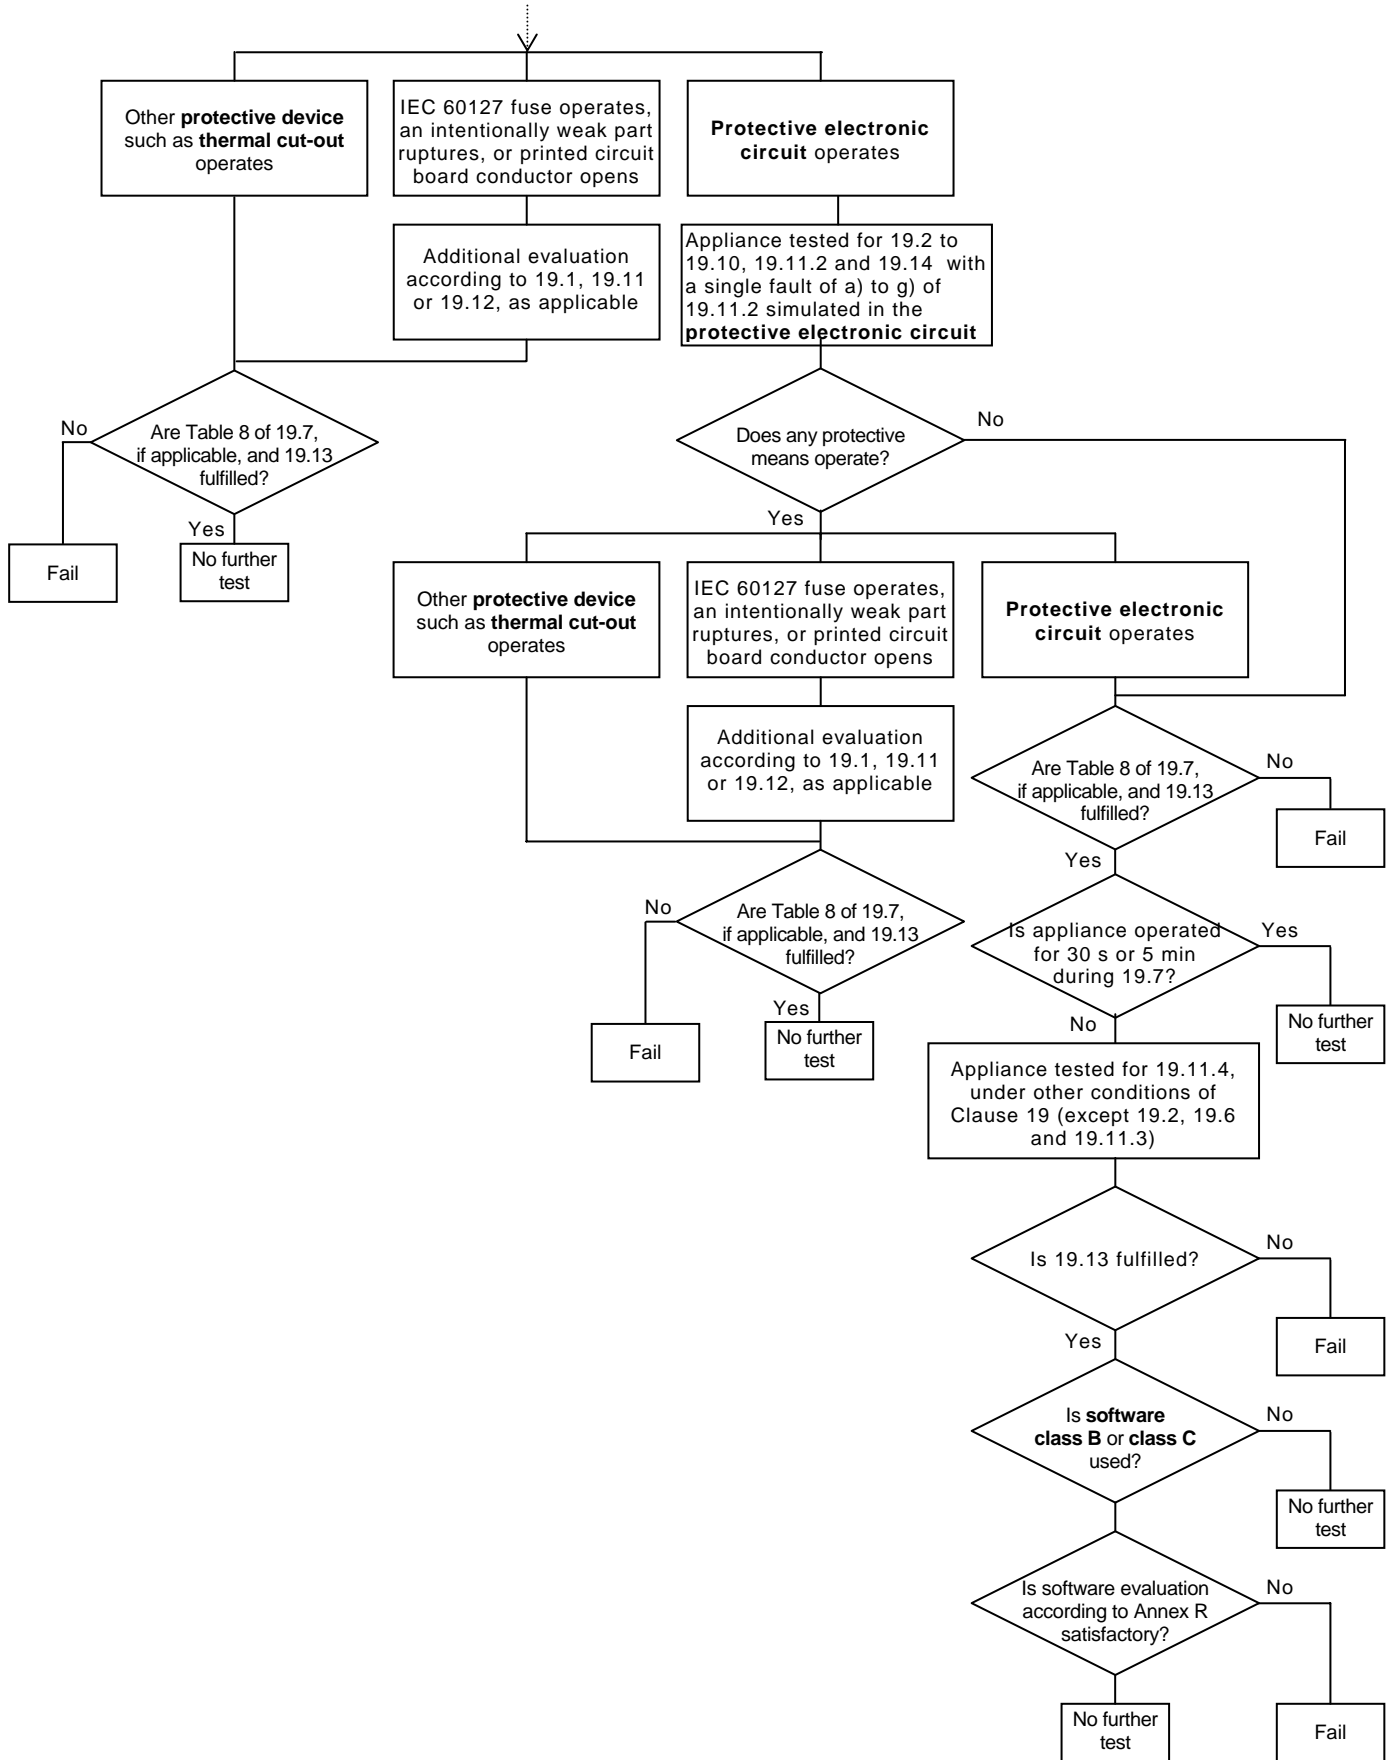 Other protective device
such as thermal cut-out
operates
IEC 60127 fuse operates,
an intentionally weak part
ruptures, or printed circuit
board conductor opens
Protective electronic
circuit operates
Additional evaluation
according to 19.1, 19.11
or 19.12, as applicable
Appliance tested for 19.2 to
19.10, 19.11.2 and 19.14 with
a single fault of a) to g) of
19.11.2 simulated in the
protective electronic circuit
No
Are Table 8 of 19.7,
if applicable, and 19.13
fulfilled?
Yes
Fail
No further
test
Does any protective
means operate?
No
Yes
Other protective device
such as thermal cut-out
operates
IEC 60127 fuse operates,
an intentionally weak part
ruptures, or printed circuit
board conductor opens
Protective electronic
circuit operates
Additional evaluation
according to 19.1, 19.11
or 19.12, as applicable
Are Table 8 of 19.7,
if applicable, and 19.13
fulfilled?
No
Fail
Yes
No
Are Table 8 of 19.7,
if applicable, and 19.13
fulfilled?
Yes
Fail
No further
test
Is appliance operated
for 30 s or 5 min
during 19.7?
Yes
No further
test
No
Appliance tested for 19.11.4,
under other conditions of
Clause 19 (except 19.2, 19.6
and 19.11.3)
Is 19.13 fulfilled?
No
Fail
Yes
Is software
class B or class C
used?
No
No further
test
Is software evaluation
according to Annex R
satisfactory?
No
No further
test
Fail